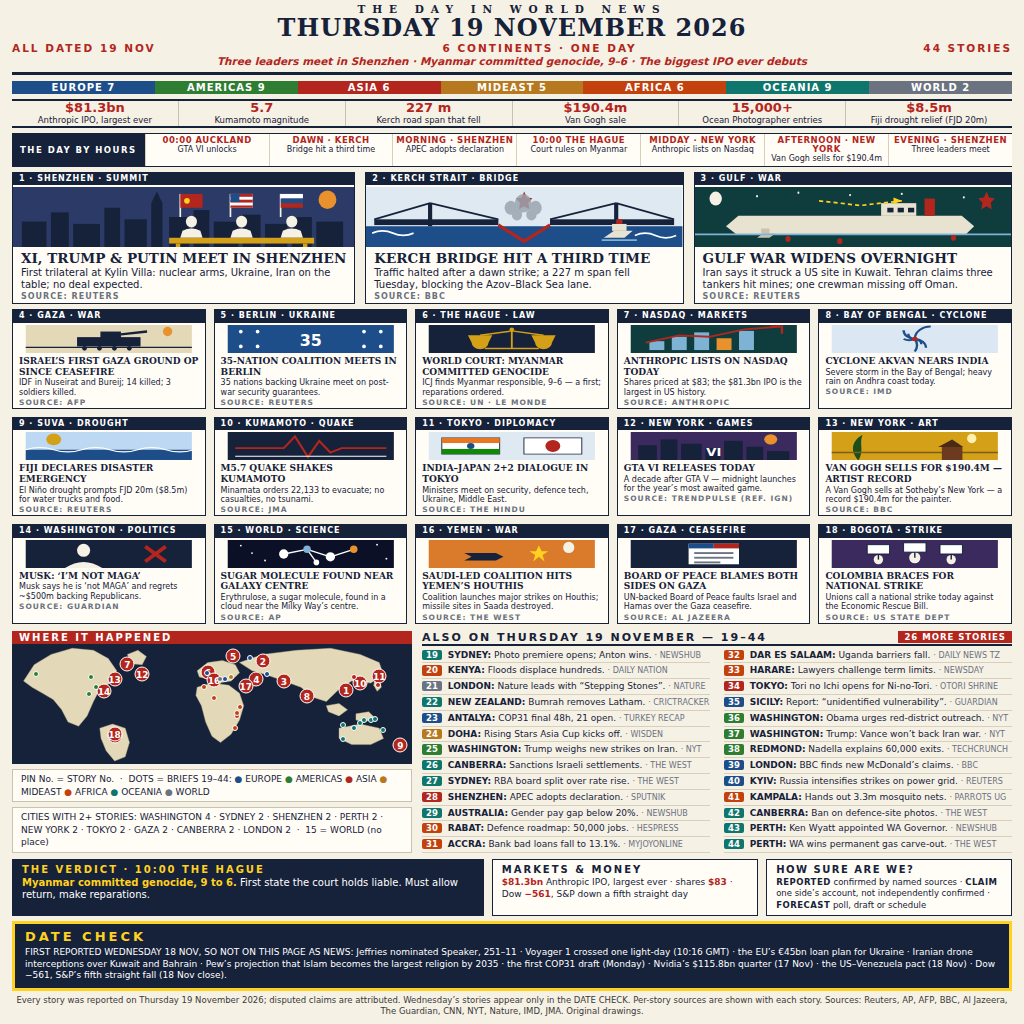 THE DAY IN WORLD NEWS
THURSDAY 19 NOVEMBER 2026
ALL DATED 19 NOV
6 CONTINENTS · ONE DAY
44 STORIES
Three leaders meet in Shenzhen · Myanmar committed genocide, 9–6 · The biggest IPO ever debuts
EUROPE 7
AMERICAS 9
ASIA 6
MIDEAST 5
AFRICA 6
OCEANIA 9
WORLD 2
$81.3bn
Anthropic IPO, largest ever
5.7
Kumamoto magnitude
227 m
Kerch road span that fell
$190.4m
Van Gogh sale
15,000+
Ocean Photographer entries
$8.5m
Fiji drought relief (FJD 20m)
THE DAY BY HOURS
00:00 AUCKLAND
GTA VI unlocks
DAWN · KERCH
Bridge hit a third time
MORNING · SHENZHEN
APEC adopts declaration
10:00 THE HAGUE
Court rules on Myanmar
MIDDAY · NEW YORK
Anthropic lists on Nasdaq
AFTERNOON · NEW
YORK
Van Gogh sells for $190.4m
EVENING · SHENZHEN
Three leaders meet
1 · SHENZHEN · SUMMIT
XI, TRUMP & PUTIN MEET IN SHENZHEN
First trilateral at Kylin Villa: nuclear arms, Ukraine, Iran on the
table; no deal expected.
SOURCE: REUTERS
2 · KERCH STRAIT · BRIDGE
KERCH BRIDGE HIT A THIRD TIME
Traffic halted after a dawn strike; a 227 m span fell
Tuesday, blocking the Azov–Black Sea lane.
SOURCE: BBC
3 · GULF · WAR
GULF WAR WIDENS OVERNIGHT
Iran says it struck a US site in Kuwait. Tehran claims three
tankers hit mines; one crewman missing off Oman.
SOURCE: REUTERS
4 · GAZA · WAR
ISRAEL'S FIRST GAZA GROUND OP
SINCE CEASEFIRE
IDF in Nuseirat and Bureij; 14 killed; 3
soldiers killed.
SOURCE: AFP
5 · BERLIN · UKRAINE
35
35-NATION COALITION MEETS IN
BERLIN
35 nations backing Ukraine meet on post-
war security guarantees.
SOURCE: REUTERS
6 · THE HAGUE · LAW
WORLD COURT: MYANMAR
COMMITTED GENOCIDE
ICJ finds Myanmar responsible, 9–6 — a first;
reparations ordered.
SOURCE: UN · LE MONDE
7 · NASDAQ · MARKETS
ANTHROPIC LISTS ON NASDAQ
TODAY
Shares priced at $83; the $81.3bn IPO is the
largest in US history.
SOURCE: ANTHROPIC
8 · BAY OF BENGAL · CYCLONE
CYCLONE AKVAN NEARS INDIA
Severe storm in the Bay of Bengal; heavy
rain on Andhra coast today.
SOURCE: IMD
9 · SUVA · DROUGHT
FIJI DECLARES DISASTER
EMERGENCY
El Niño drought prompts FJD 20m ($8.5m)
for water trucks and food.
SOURCE: REUTERS
10 · KUMAMOTO · QUAKE
M5.7 QUAKE SHAKES
KUMAMOTO
Minamata orders 22,133 to evacuate; no
casualties, no tsunami.
SOURCE: JMA
11 · TOKYO · DIPLOMACY
INDIA–JAPAN 2+2 DIALOGUE IN
TOKYO
Ministers meet on security, defence tech,
Ukraine, Middle East.
SOURCE: THE HINDU
12 · NEW YORK · GAMES
VI
GTA VI RELEASES TODAY
A decade after GTA V — midnight launches
for the year's most awaited game.
SOURCE: TRENDPULSE (REF. IGN)
13 · NEW YORK · ART
VAN GOGH SELLS FOR $190.4M —
ARTIST RECORD
A Van Gogh sells at Sotheby's New York — a
record $190.4m for the painter.
SOURCE: BBC
14 · WASHINGTON · POLITICS
MUSK: ‘I’M NOT MAGA’
Musk says he is ‘not MAGA’ and regrets
~$500m backing Republicans.
SOURCE: GUARDIAN
15 · WORLD · SCIENCE
SUGAR MOLECULE FOUND NEAR
GALAXY CENTRE
Erythrulose, a sugar molecule, found in a
cloud near the Milky Way's centre.
SOURCE: AP
16 · YEMEN · WAR
SAUDI-LED COALITION HITS
YEMEN'S HOUTHIS
Coalition launches major strikes on Houthis;
missile sites in Saada destroyed.
SOURCE: THE WEST
17 · GAZA · CEASEFIRE
BOARD OF PEACE BLAMES BOTH
SIDES ON GAZA
UN-backed Board of Peace faults Israel and
Hamas over the Gaza ceasefire.
SOURCE: AL JAZEERA
18 · BOGOTÁ · STRIKE
COLOMBIA BRACES FOR
NATIONAL STRIKE
Unions call a national strike today against
the Economic Rescue Bill.
SOURCE: US STATE DEPT
WHERE IT HAPPENED
7
13
12
14
18
5
2
16
17
4
3
8
1
10
11
9
PIN No. = STORY No. · DOTS = BRIEFS 19–44: ● EUROPE ● AMERICAS ● ASIA ●
MIDEAST ● AFRICA ● OCEANIA ● WORLD
CITIES WITH 2+ STORIES: WASHINGTON 4 · SYDNEY 2 · SHENZHEN 2 · PERTH 2 ·
NEW YORK 2 · TOKYO 2 · GAZA 2 · CANBERRA 2 · LONDON 2 · 15 = WORLD (no
place)
ALSO ON THURSDAY 19 NOVEMBER — 19–44
26 MORE STORIES
19 SYDNEY: Photo premiere opens; Anton wins. · NEWSHUB
20 KENYA: Floods displace hundreds. · DAILY NATION
21 LONDON: Nature leads with “Stepping Stones”. · NATURE
22 NEW ZEALAND: Bumrah removes Latham. · CRICTRACKER
23 ANTALYA: COP31 final 48h, 21 open. · TURKEY RECAP
24 DOHA: Rising Stars Asia Cup kicks off. · WISDEN
25 WASHINGTON: Trump weighs new strikes on Iran. · NYT
26 CANBERRA: Sanctions Israeli settlements. · THE WEST
27 SYDNEY: RBA board split over rate rise. · THE WEST
28 SHENZHEN: APEC adopts declaration. · SPUTNIK
29 AUSTRALIA: Gender pay gap below 20%. · NEWSHUB
30 RABAT: Defence roadmap: 50,000 jobs. · HESPRESS
31 ACCRA: Bank bad loans fall to 13.1%. · MYJOYONLINE
32 DAR ES SALAAM: Uganda barriers fall. · DAILY NEWS TZ
33 HARARE: Lawyers challenge term limits. · NEWSDAY
34 TOKYO: Tori no Ichi opens for Ni-no-Tori. · OTORI SHRINE
35 SICILY: Report: “unidentified vulnerability”. · GUARDIAN
36 WASHINGTON: Obama urges red-district outreach. · NYT
37 WASHINGTON: Trump: Vance won't back Iran war. · NYT
38 REDMOND: Nadella explains 60,000 exits. · TECHCRUNCH
39 LONDON: BBC finds new McDonald's claims. · BBC
40 KYIV: Russia intensifies strikes on power grid. · REUTERS
41 KAMPALA: Hands out 3.3m mosquito nets. · PARROTS UG
42 CANBERRA: Ban on defence-site photos. · THE WEST
43 PERTH: Ken Wyatt appointed WA Governor. · NEWSHUB
44 PERTH: WA wins permanent gas carve-out. · THE WEST
THE VERDICT · 10:00 THE HAGUE
Myanmar committed genocide, 9 to 6. First state the court holds liable. Must allow
return, make reparations.
MARKETS & MONEY
$81.3bn Anthropic IPO, largest ever · shares $83 ·
Dow −561, S&P down a fifth straight day
HOW SURE ARE WE?
REPORTED confirmed by named sources · CLAIM
one side's account, not independently confirmed ·
FORECAST poll, draft or schedule
DATE CHECK
FIRST REPORTED WEDNESDAY 18 NOV, SO NOT ON THIS PAGE AS NEWS: Jeffries nominated Speaker, 251–11 · Voyager 1 crossed one light-day (10:16 GMT) · the EU's €45bn loan plan for Ukraine · Iranian drone
interceptions over Kuwait and Bahrain · Pew's projection that Islam becomes the largest religion by 2035 · the first COP31 draft (Monday) · Nvidia's $115.8bn quarter (17 Nov) · the US–Venezuela pact (18 Nov) · Dow
−561, S&P's fifth straight fall (18 Nov close).
Every story was reported on Thursday 19 November 2026; disputed claims are attributed. Wednesday's stories appear only in the DATE CHECK. Per-story sources are shown with each story. Sources: Reuters, AP, AFP, BBC, Al Jazeera,
The Guardian, CNN, NYT, Nature, IMD, JMA. Original drawings.